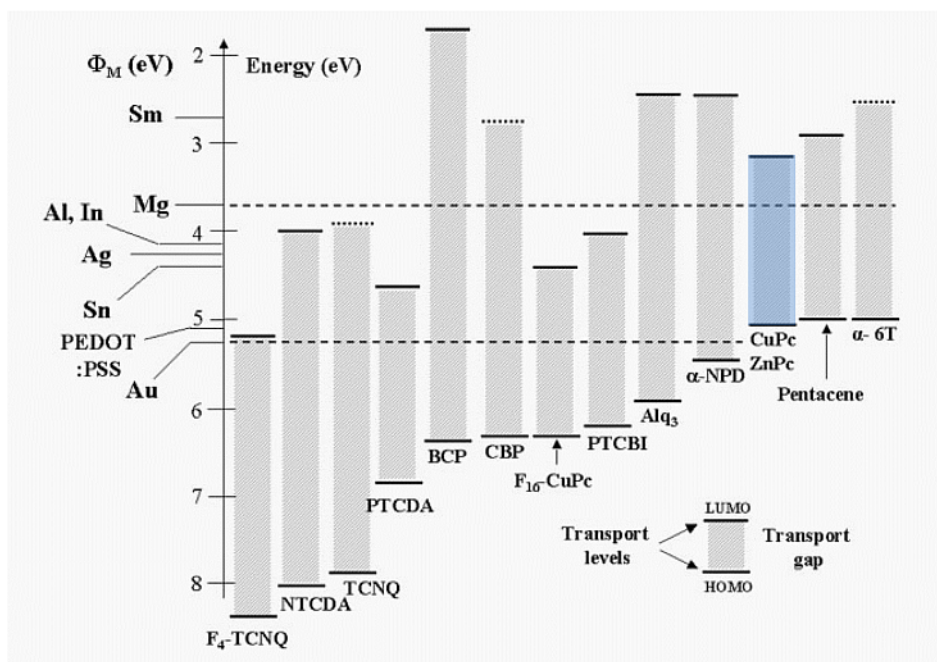 Φ_M (eV)
Energy (eV)
2
3
4
5
6
7
8
Sm
Mg
Al, In
Ag
Sn
PEDOT
:PSS
Au
F₄-TCNQ
NTCDA
TCNQ
PTCDA
BCP
CBP
F₁₆-CuPc
PTCBI
Alq₃
α-NPD
CuPc
ZnPc
Pentacene
α- 6T
Transport
levels
LUMO
HOMO
Transport
gap